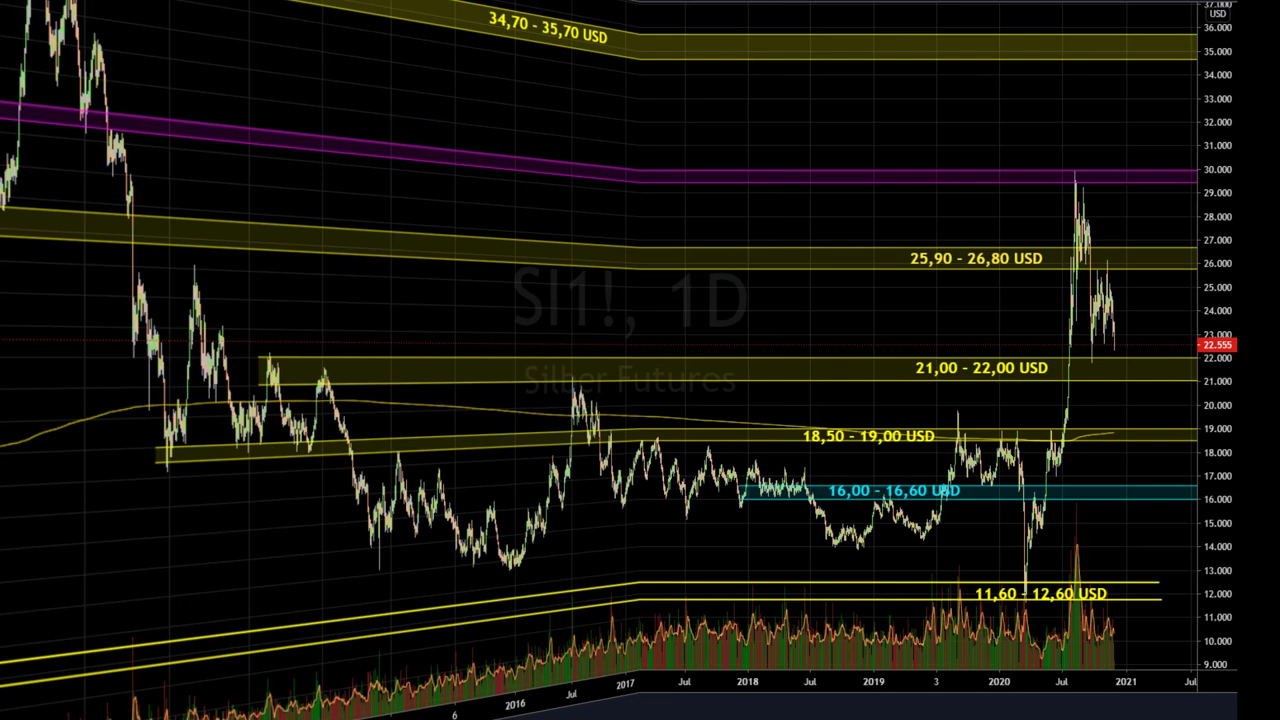 34,70 - 35,70 USD
37.000
USD
36.000
35.000
34.000
33.000
32.000
31.000
30.000
29.000
28.000
27.000
25,90 - 26,80 USD
26.000
25.000
SI1!, 1D
24.000
23.000
22.555
22.000
21,00 - 22,00 USD
Silber Futures
21.000
20.000
19.000
18,50 - 19,00 USD
18.000
17.000
16,00 - 16,60 USD
16.000
15.000
14.000
13.000
11,60 - 12,60 USD
12.000
11.000
10.000
9.000
6
2016
Jul
2017
Jul
2018
Jul
2019
3
2020
Jul
2021
Jul